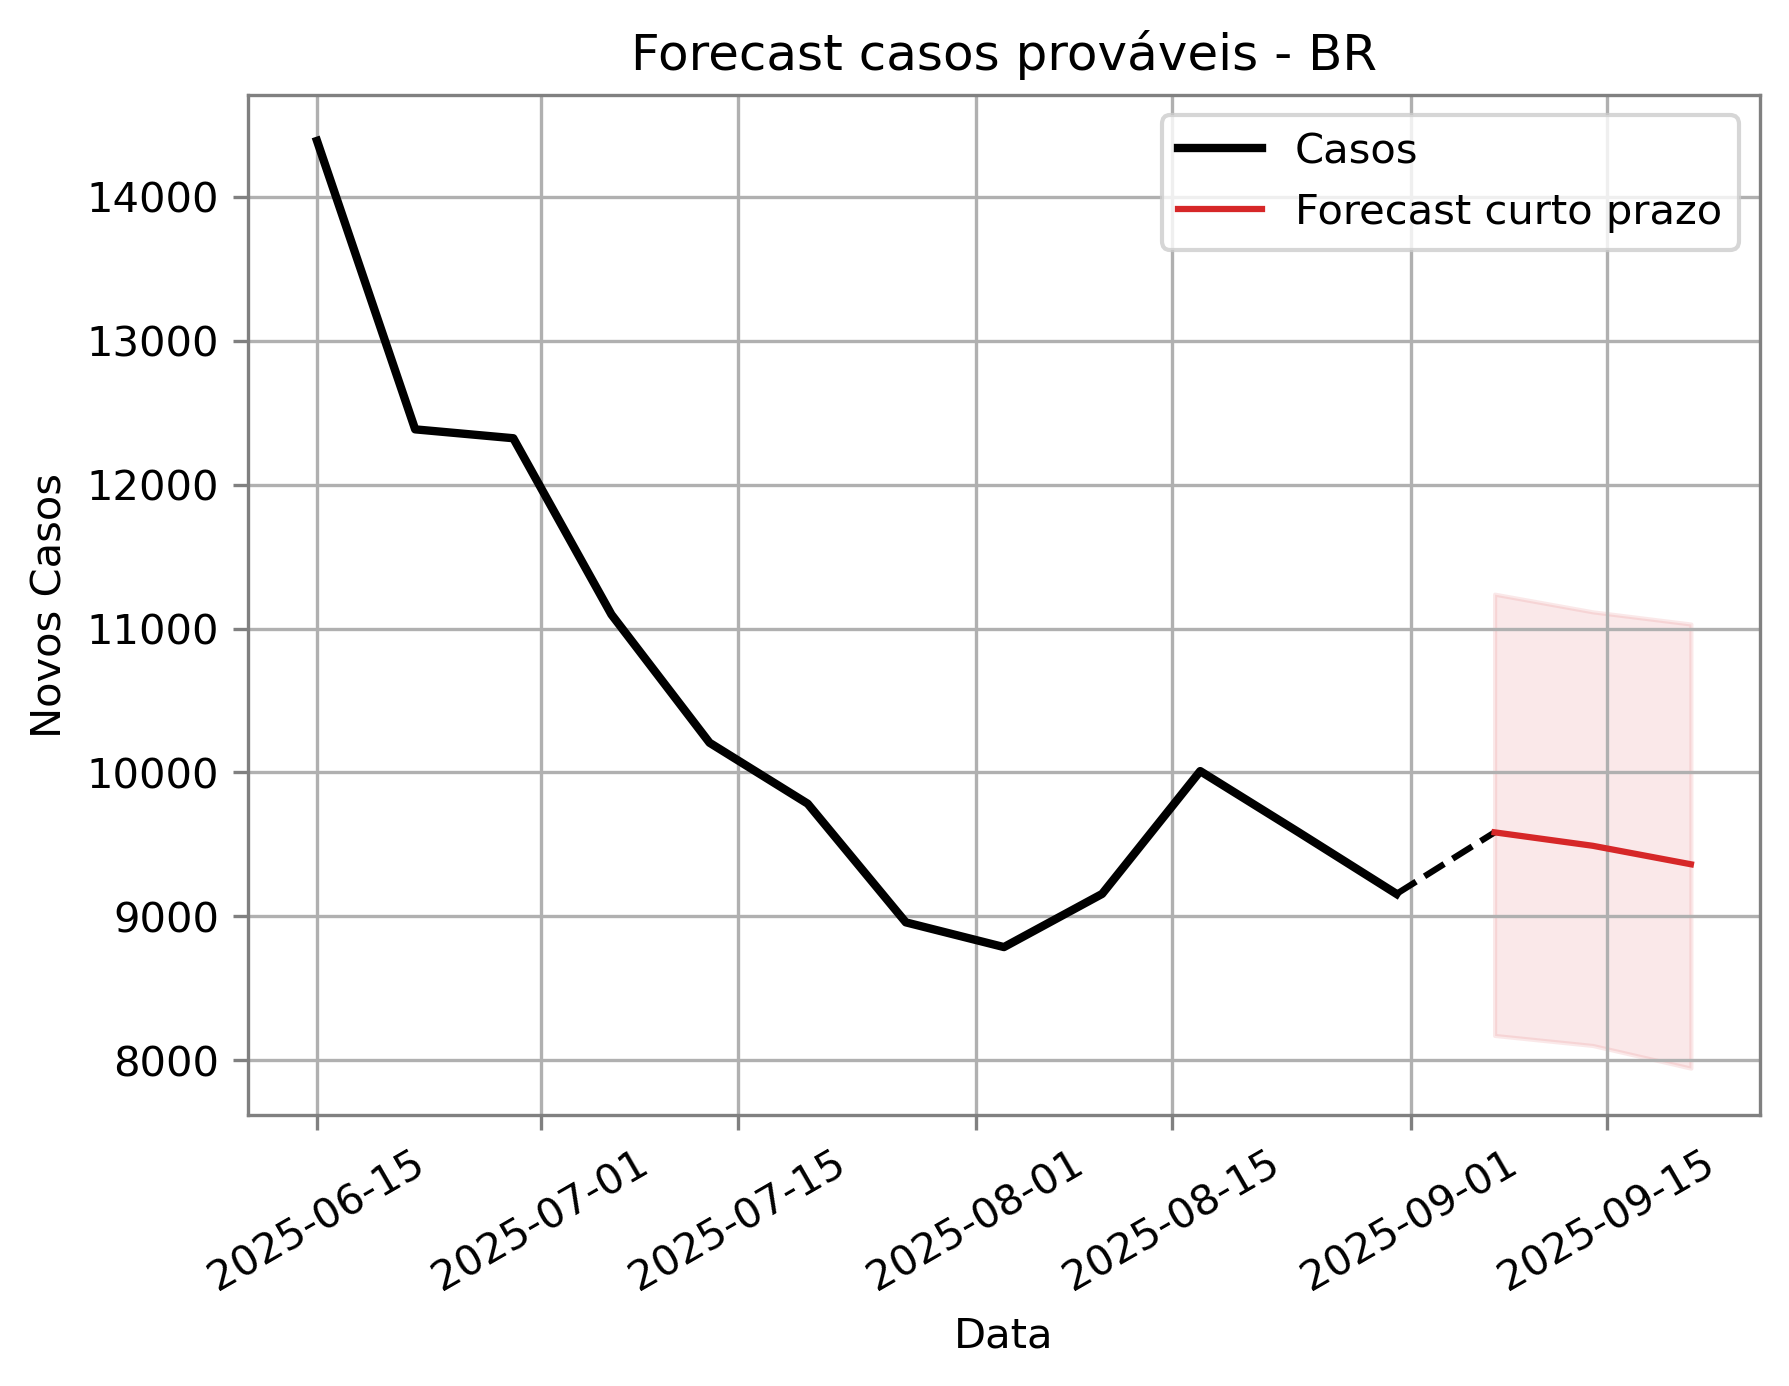 Forecast casos prováveis - BR
Casos
Forecast curto prazo
14000
13000
12000
11000
10000
9000
8000
Novos Casos
2025-06-15
2025-07-01
2025-07-15
2025-08-01
2025-08-15
2025-09-01
2025-09-15
Data